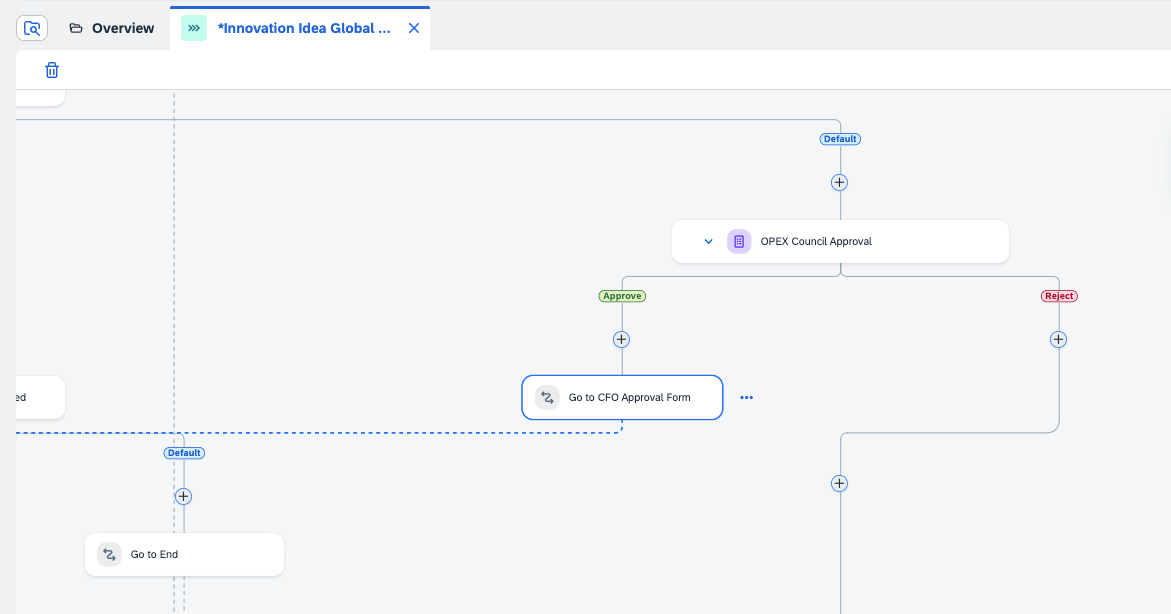 Overview
*Innovation Idea Global ...
Default
OPEX Council Approval
Approve
Reject
ed
Go to CFO Approval Form
Default
Go to End